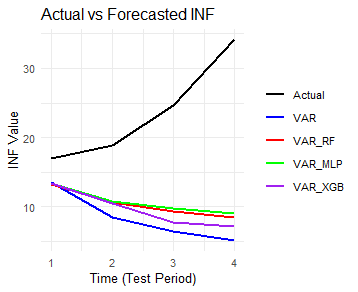 Actual vs Forecasted INF
INF Value
30
20
10
1 2 3 4
Time (Test Period)
Actual
VAR
VAR_RF
VAR_MLP
VAR_XGB